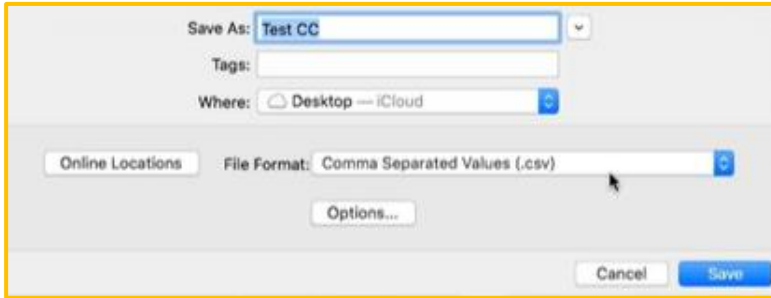 Save As: Test CC
Tags:
Where: Desktop — iCloud
Online Locations File Format: Comma Separated Values (.csv)
Options...
Cancel Save